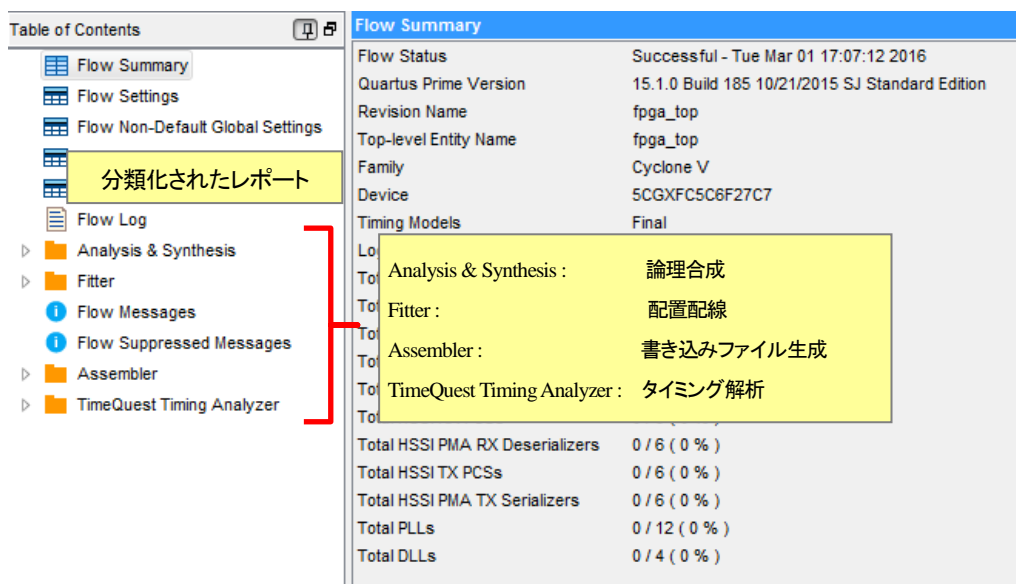 Table of Contents
Flow Summary
Flow Settings
Flow Non-Default Global Settings
分類化されたレポート
Flow Log
Analysis & Synthesis
Fitter
Flow Messages
Flow Suppressed Messages
Assembler
TimeQuest Timing Analyzer
Flow Summary
Flow Status Successful - Tue Mar 01 17:07:12 2016
Quartus Prime Version 15.1.0 Build 185 10/21/2015 SJ Standard Edition
Revision Name fpga_top
Top-level Entity Name fpga_top
Family Cyclone V
Device 5CGXFC5C6F27C7
Timing Models Final
Analysis & Synthesis : 論理合成
Fitter : 配置配線
Assembler : 書き込みファイル生成
TimeQuest Timing Analyzer : タイミング解析
Total HSSI PMA RX Deserializers 0 / 6 ( 0 % )
Total HSSI TX PCSs 0 / 6 ( 0 % )
Total HSSI PMA TX Serializers 0 / 6 ( 0 % )
Total PLLs 0 / 12 ( 0 % )
Total DLLs 0 / 4 ( 0 % )